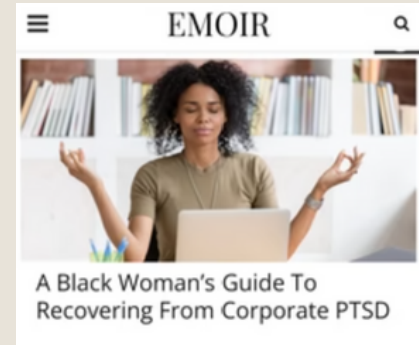 EMOIR
A Black Woman's Guide To
Recovering From Corporate PTSD